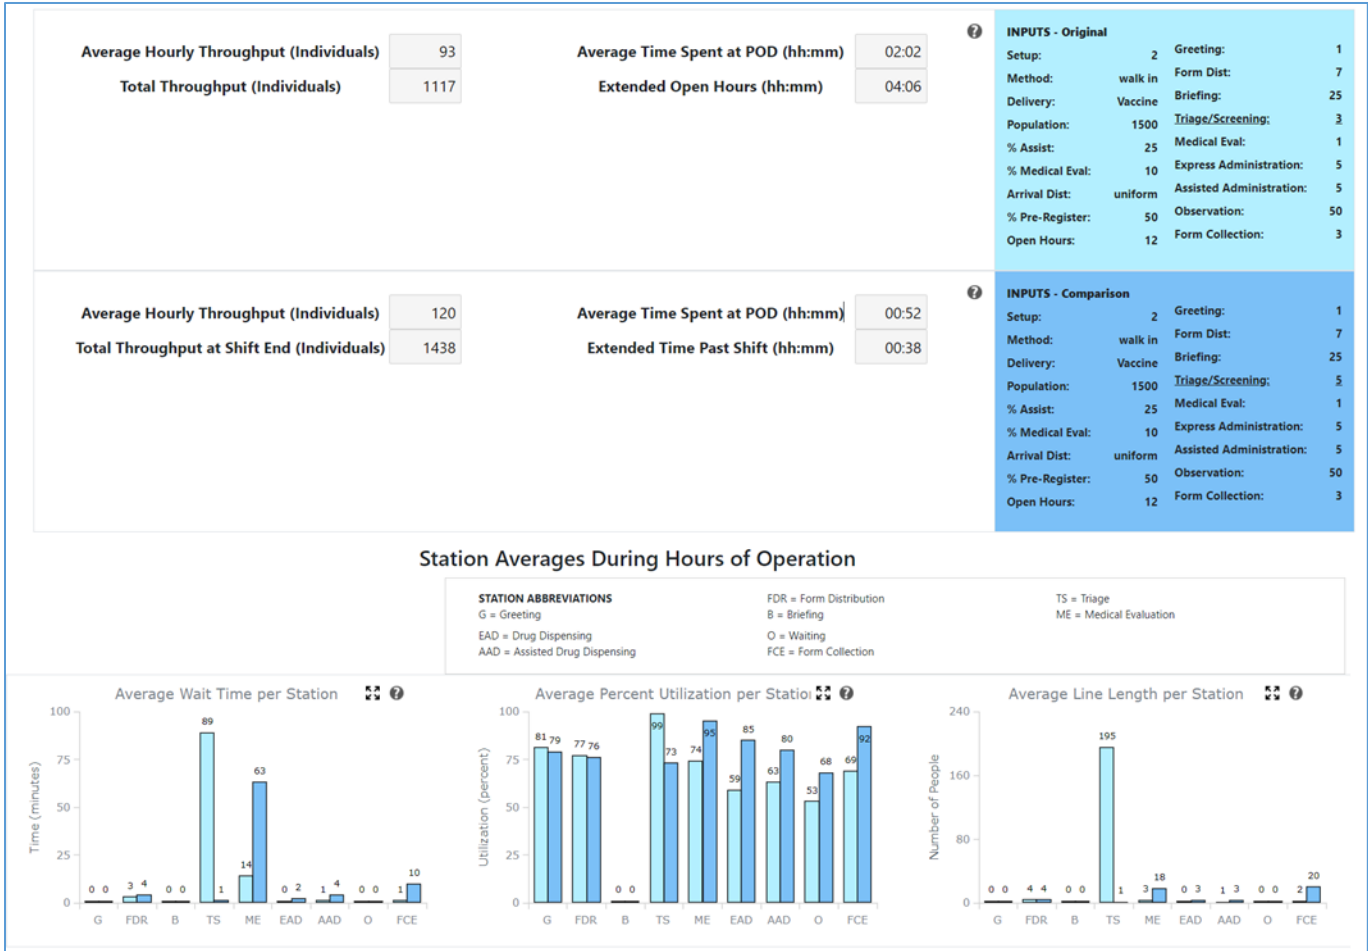 Average Hourly Throughput (Individuals) 93
Total Throughput (Individuals) 1117
Average Time Spent at POD (hh:mm) 02:02
Extended Open Hours (hh:mm) 04:06
?
INPUTS - Original
Setup: 2
Method: walk in
Delivery: Vaccine
Population: 1500
% Assist: 25
% Medical Eval: 10
Arrival Dist: uniform
% Pre-Register: 50
Open Hours: 12
Greeting: 1
Form Dist: 7
Briefing: 25
Triage/Screening: 3
Medical Eval: 1
Express Administration: 5
Assisted Administration: 5
Observation: 50
Form Collection: 3
Average Hourly Throughput (Individuals) 120
Total Throughput at Shift End (Individuals) 1438
Average Time Spent at POD (hh:mm) 00:52
Extended Time Past Shift (hh:mm) 00:38
?
INPUTS - Comparison
Setup: 2
Method: walk in
Delivery: Vaccine
Population: 1500
% Assist: 25
% Medical Eval: 10
Arrival Dist: uniform
% Pre-Register: 50
Open Hours: 12
Greeting: 1
Form Dist: 7
Briefing: 25
Triage/Screening: 5
Medical Eval: 1
Express Administration: 5
Assisted Administration: 5
Observation: 50
Form Collection: 3
Station Averages During Hours of Operation
STATION ABBREVIATIONS
G = Greeting
EAD = Drug Dispensing
AAD = Assisted Drug Dispensing
FDR = Form Distribution
B = Briefing
O = Waiting
FCE = Form Collection
TS = Triage
ME = Medical Evaluation
Average Wait Time per Station ?
Time (minutes)
100
75
50
25
0
0 0 3 4 0 0 89 1 14 63 0 2 1 4 0 0 1 10
G FDR B TS ME EAD AAD O FCE
Average Percent Utilization per Station ?
Utilization (percent)
100
75
50
25
0
81 79 77 76 0 0 99 73 74 95 59 85 63 80 53 68 69 92
G FDR B TS ME EAD AAD O FCE
Average Line Length per Station ?
Number of People
240
160
80
0
0 0 4 4 0 0 195 1 3 18 0 3 1 3 0 0 2 20
G FDR B TS ME EAD AAD O FCE